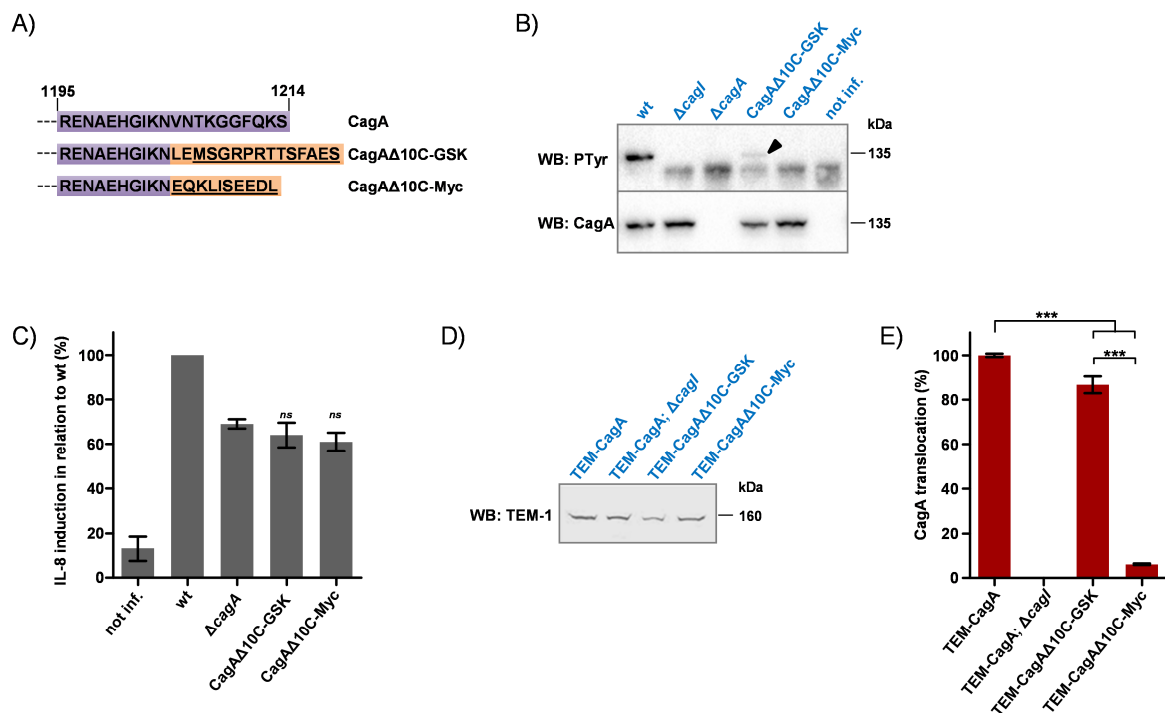 A)
1195 1214
---RENAEHGIKNVNTKGGFQKS CagA
---RENAEHGIKNLEMSGRPRTTSFAES CagAΔ10C-GSK
---RENAEHGIKNEQKLISEEDL CagAΔ10C-Myc
B)
wt ΔcagI ΔcagA CagAΔ10C-GSK CagAΔ10C-Myc not inf.
kDa
WB: PTyr 135
WB: CagA 135
C)
IL-8 induction in relation to wt (%)
100
80
60
40
20
0
ns ns
not inf. wt ΔcagA CagAΔ10C-GSK CagAΔ10C-Myc
D)
TEM-CagA TEM-CagA; ΔcagI TEM-CagAΔ10C-GSK TEM-CagAΔ10C-Myc
kDa
WB: TEM-1 160
E)
CagA translocation (%)
100
80
60
40
20
0
***
***
TEM-CagA TEM-CagA; ΔcagI TEM-CagAΔ10C-GSK TEM-CagAΔ10C-Myc